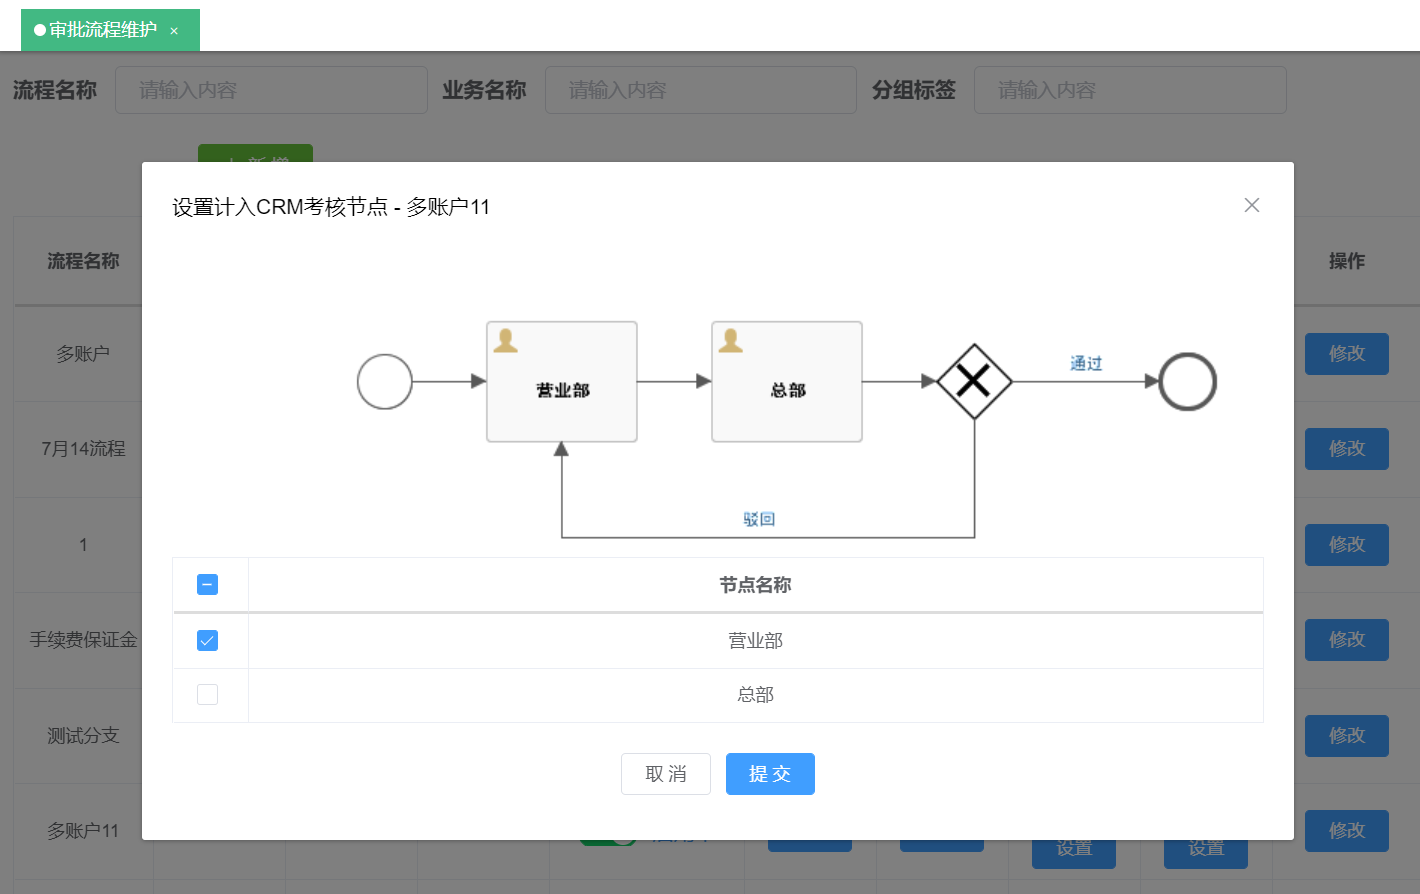 审批流程维护 ×
流程名称 请输入内容 业务名称 请输入内容 分组标签 请输入内容
+ 新增
设置计入CRM考核节点 - 多账户11
流程名称
操作
多账户
修改
营业部
总部
通过
7月14流程
修改
驳回
1
修改
节点名称
手续费保证金
营业部
修改
总部
测试分支
修改
取 消
提 交
多账户11
修改
设置
设置